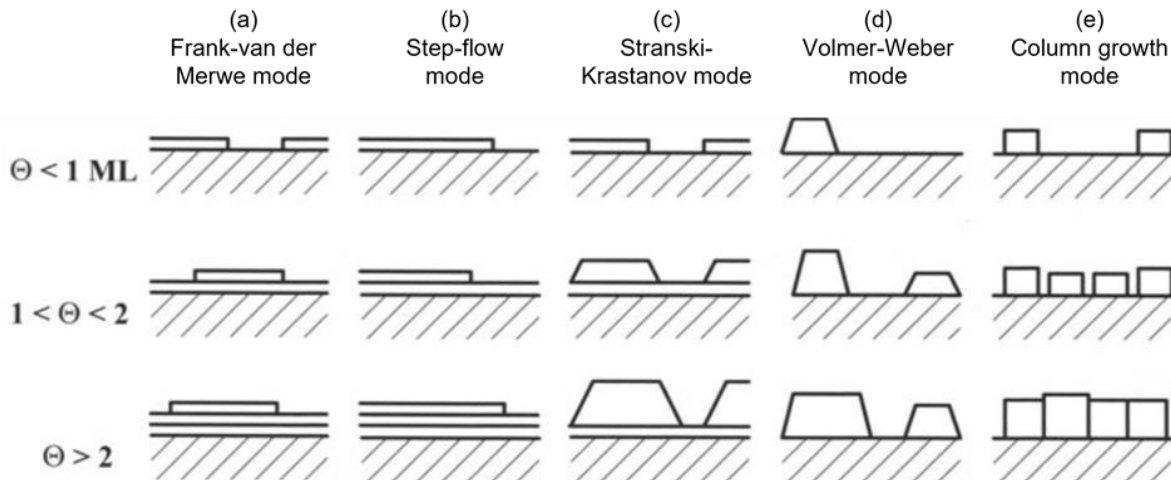 (a)
Frank-van der
Merwe mode
(b)
Step-flow
mode
(c)
Stranski-
Krastanov mode
(d)
Volmer-Weber
mode
(e)
Column growth
mode
Θ < 1 ML
1 < Θ < 2
Θ > 2